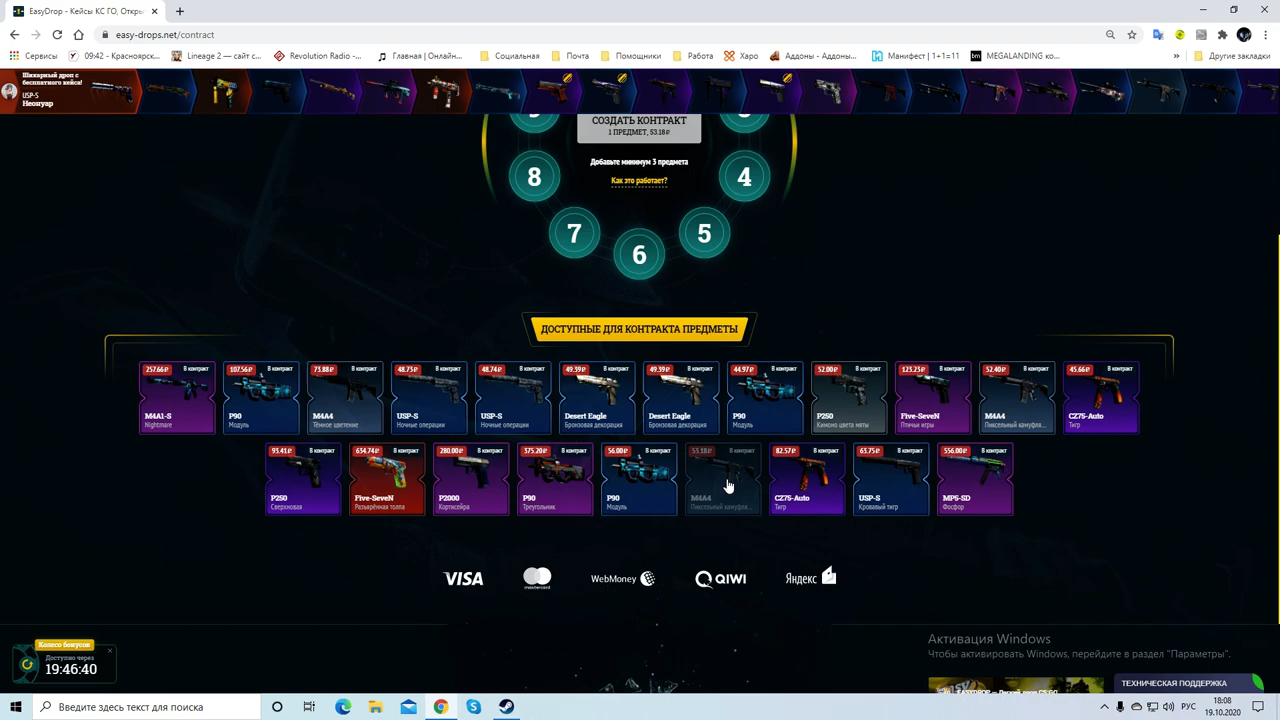 EasyDrop - Кейсы КС ГО, Откры
easy-drops.net/contract
Сервисы
09:42 - Красноярск...
Lineage 2 — сайт с...
Revolution Radio -...
Главная | Онлайн...
Социальная
Почта
Помощники
Работа
Харо
Аддоны - Аддоны...
Манифест | 1+1=11
MEGALANDING ко...
Другие закладки
Шикарный дроп с
бесплатного кейса!
USP-S
Неонуар
СОЗДАТЬ КОНТРАКТ
1 ПРЕДМЕТ, 53.18₽
Добавьте минимум 3 предмета
Как это работает?
8
4
7
5
6
ДОСТУПНЫЕ ДЛЯ КОНТРАКТА ПРЕДМЕТЫ
257.66₽ В контракт
M4A1-S
Nightmare
107.56₽ В контракт
P90
Модуль
73.88₽ В контракт
M4A4
Тёмное цветение
48.73₽ В контракт
USP-S
Ночные операции
48.74₽ В контракт
USP-S
Ночные операции
49.39₽ В контракт
Desert Eagle
Бронзовая декорация
49.39₽ В контракт
Desert Eagle
Бронзовая декорация
44.97₽ В контракт
P90
Модуль
52.00₽ В контракт
P250
Кимоно цвета мяты
123.23₽ В контракт
Five-SeveN
Птичьи игры
52.40₽ В контракт
M4A4
Пиксельный камуфля...
45.66₽ В контракт
CZ75-Auto
Тигр
93.41₽ В контракт
P250
Сверхновая
634.74₽ В контракт
Five-SeveN
Разъярённая толпа
280.00₽ В контракт
P2000
Кортисейра
375.20₽ В контракт
P90
Треугольник
56.00₽ В контракт
P90
Модуль
53.18₽ В контракт
M4A4
Пиксельный камуфля...
82.57₽ В контракт
CZ75-Auto
Тигр
63.75₽ В контракт
USP-S
Кровавый тигр
556.00₽ В контракт
MP5-SD
Фосфор
VISA
mastercard
WebMoney
QIWI
Яндекс
Колесо бонусов
Доступно через
19:46:40
Активация Windows
Чтобы активировать Windows, перейдите в раздел "Параметры".
ТЕХНИЧЕСКАЯ ПОДДЕРЖКА
Введите здесь текст для поиска
РУС
18:08
19.10.2020